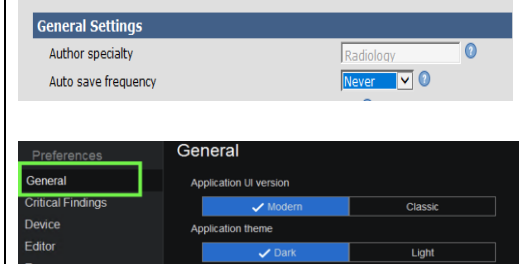 General Settings
Author specialty Radiology
Auto save frequency Never
Preferences
General
Critical Findings
Device
Editor
General
Application UI version
Modern Classic
Application theme
Dark Light